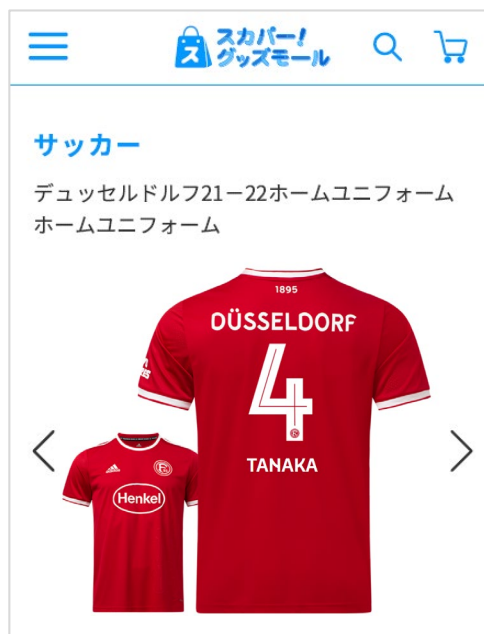 スカパー!
グッズモール
ス
サッカー
デュッセルドルフ21－22ホームユニフォーム
ホームユニフォーム
1895
DÜSSELDORF
4
TANAKA
Henkel